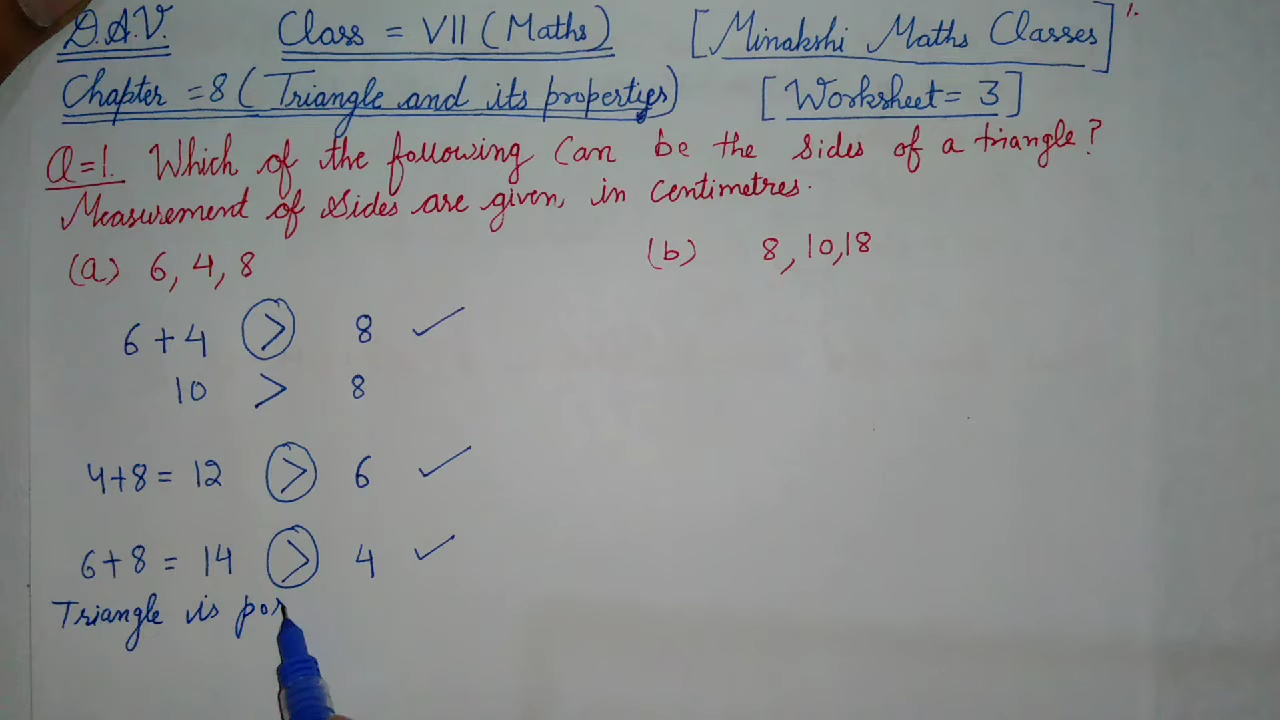 D.A.V. Class = VII (Maths) [Minakshi Maths Classes]
Chapter = 8 (Triangle and its properties) [Worksheet = 3]
Q=1. Which of the following can be the sides of a triangle?
Measurement of sides are given, in centimetres.
(a) 6, 4, 8 (b) 8, 10, 18
6 + 4 > 8 ✓
10 > 8
4+8 = 12 > 6 ✓
6+8 = 14 > 4 ✓
Triangle is pos